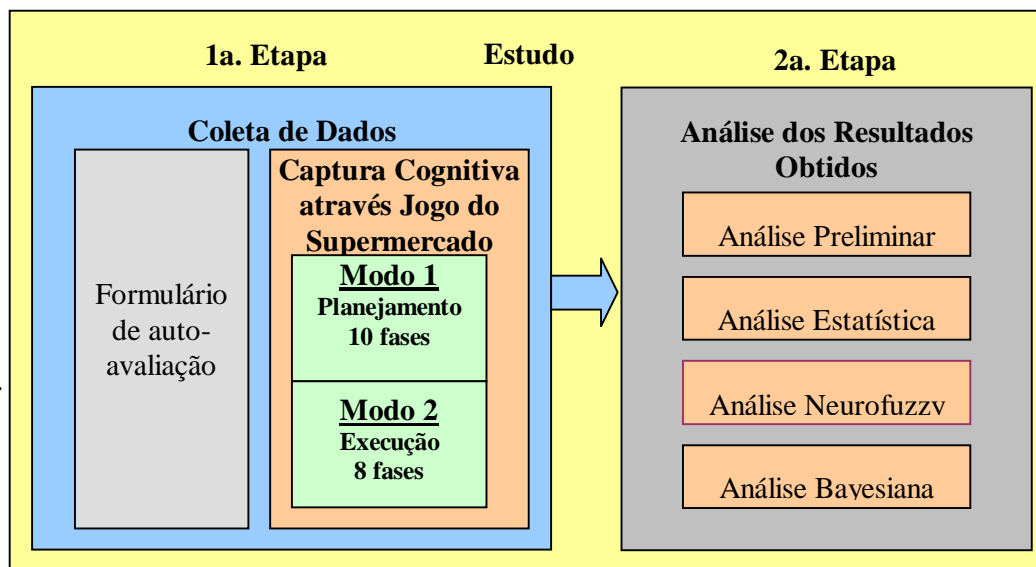 1a. Etapa
Estudo
2a. Etapa
Coleta de Dados
Formulário
de auto-
avaliação
Captura Cognitiva
através Jogo do
Supermercado
Modo 1
Planejamento
10 fases
Modo 2
Execução
8 fases
Análise dos Resultados
Obtidos
Análise Preliminar
Análise Estatística
Análise Neurofuzzy
Análise Bayesiana